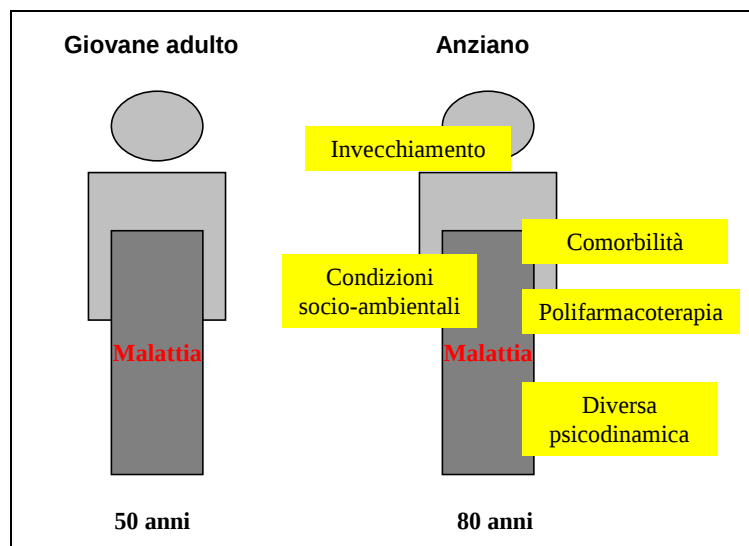 Giovane adulto
Anziano
Invecchiamento
Comorbilità
Condizioni
socio-ambientali
Polifarmacoterapia
Malattia
Malattia
Diversa
psicodinamica
50 anni
80 anni